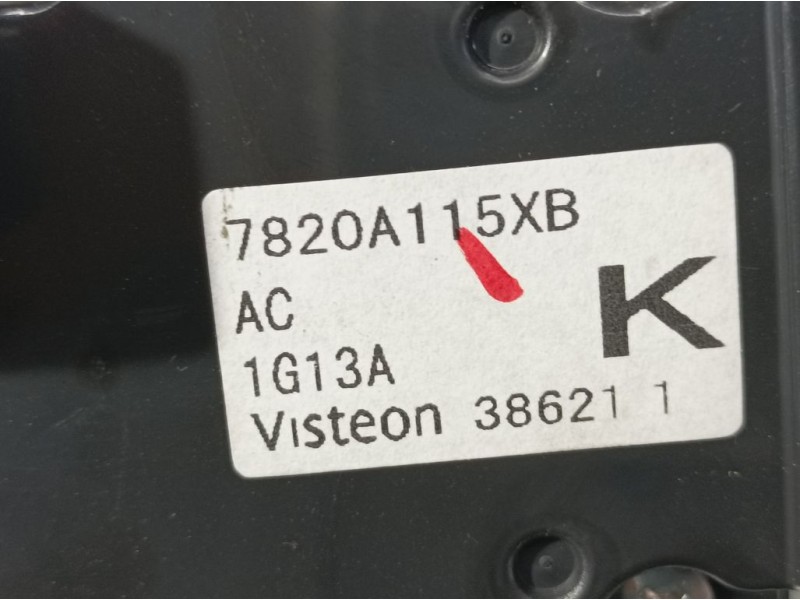 7820A115XB
AC
1G13A
K
Visteon 38621 1